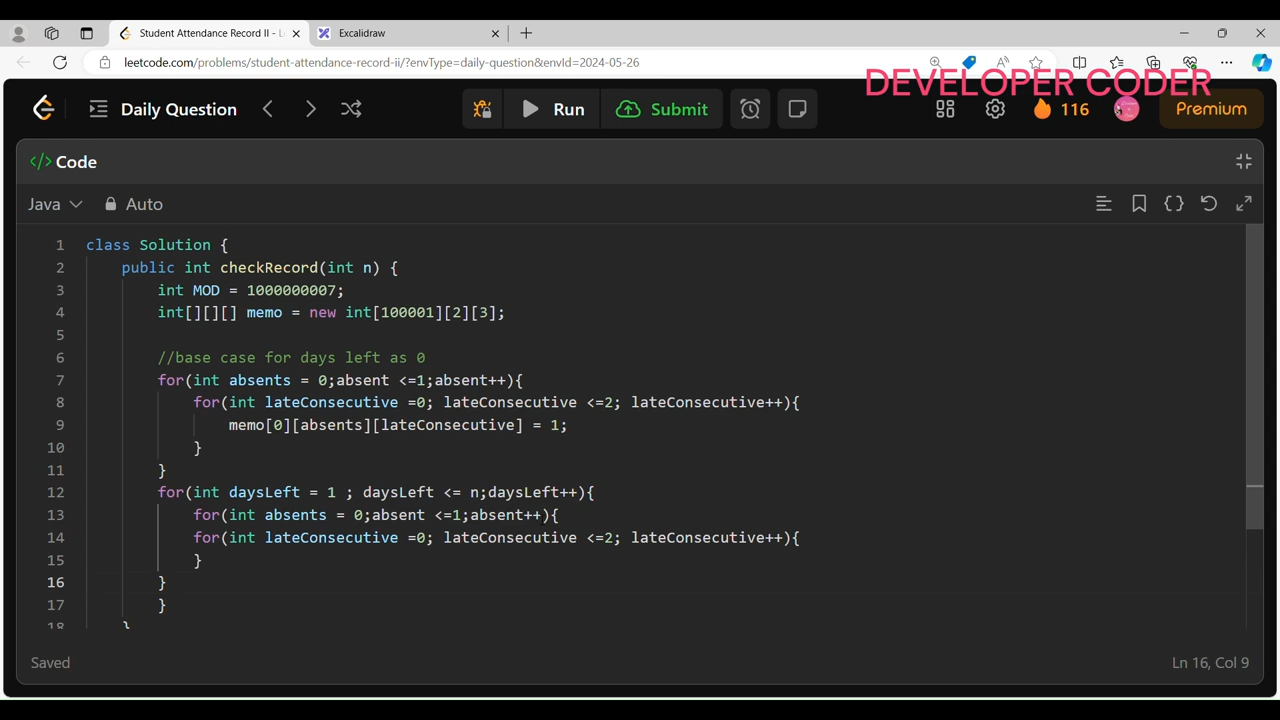 Student Attendance Record II - L
Excalidraw
leetcode.com/problems/student-attendance-record-ii/?envType=daily-question&envId=2024-05-26
DEVELOPER CODER
Daily Question
Run
Submit
116
Premium
</> Code
Java
Auto
1 class Solution {
2 public int checkRecord(int n) {
3 int MOD = 1000000007;
4 int[][][] memo = new int[100001][2][3];
5
6 //base case for days left as 0
7 for(int absents = 0;absent <=1;absent++){
8 for(int lateConsecutive =0; lateConsecutive <=2; lateConsecutive++){
9 memo[0][absents][lateConsecutive] = 1;
10 }
11 }
12 for(int daysLeft = 1 ; daysLeft <= n;daysLeft++){
13 for(int absents = 0;absent <=1;absent++){
14 for(int lateConsecutive =0; lateConsecutive <=2; lateConsecutive++){
15 }
16 }
17 }
18 }
Saved
Ln 16, Col 9